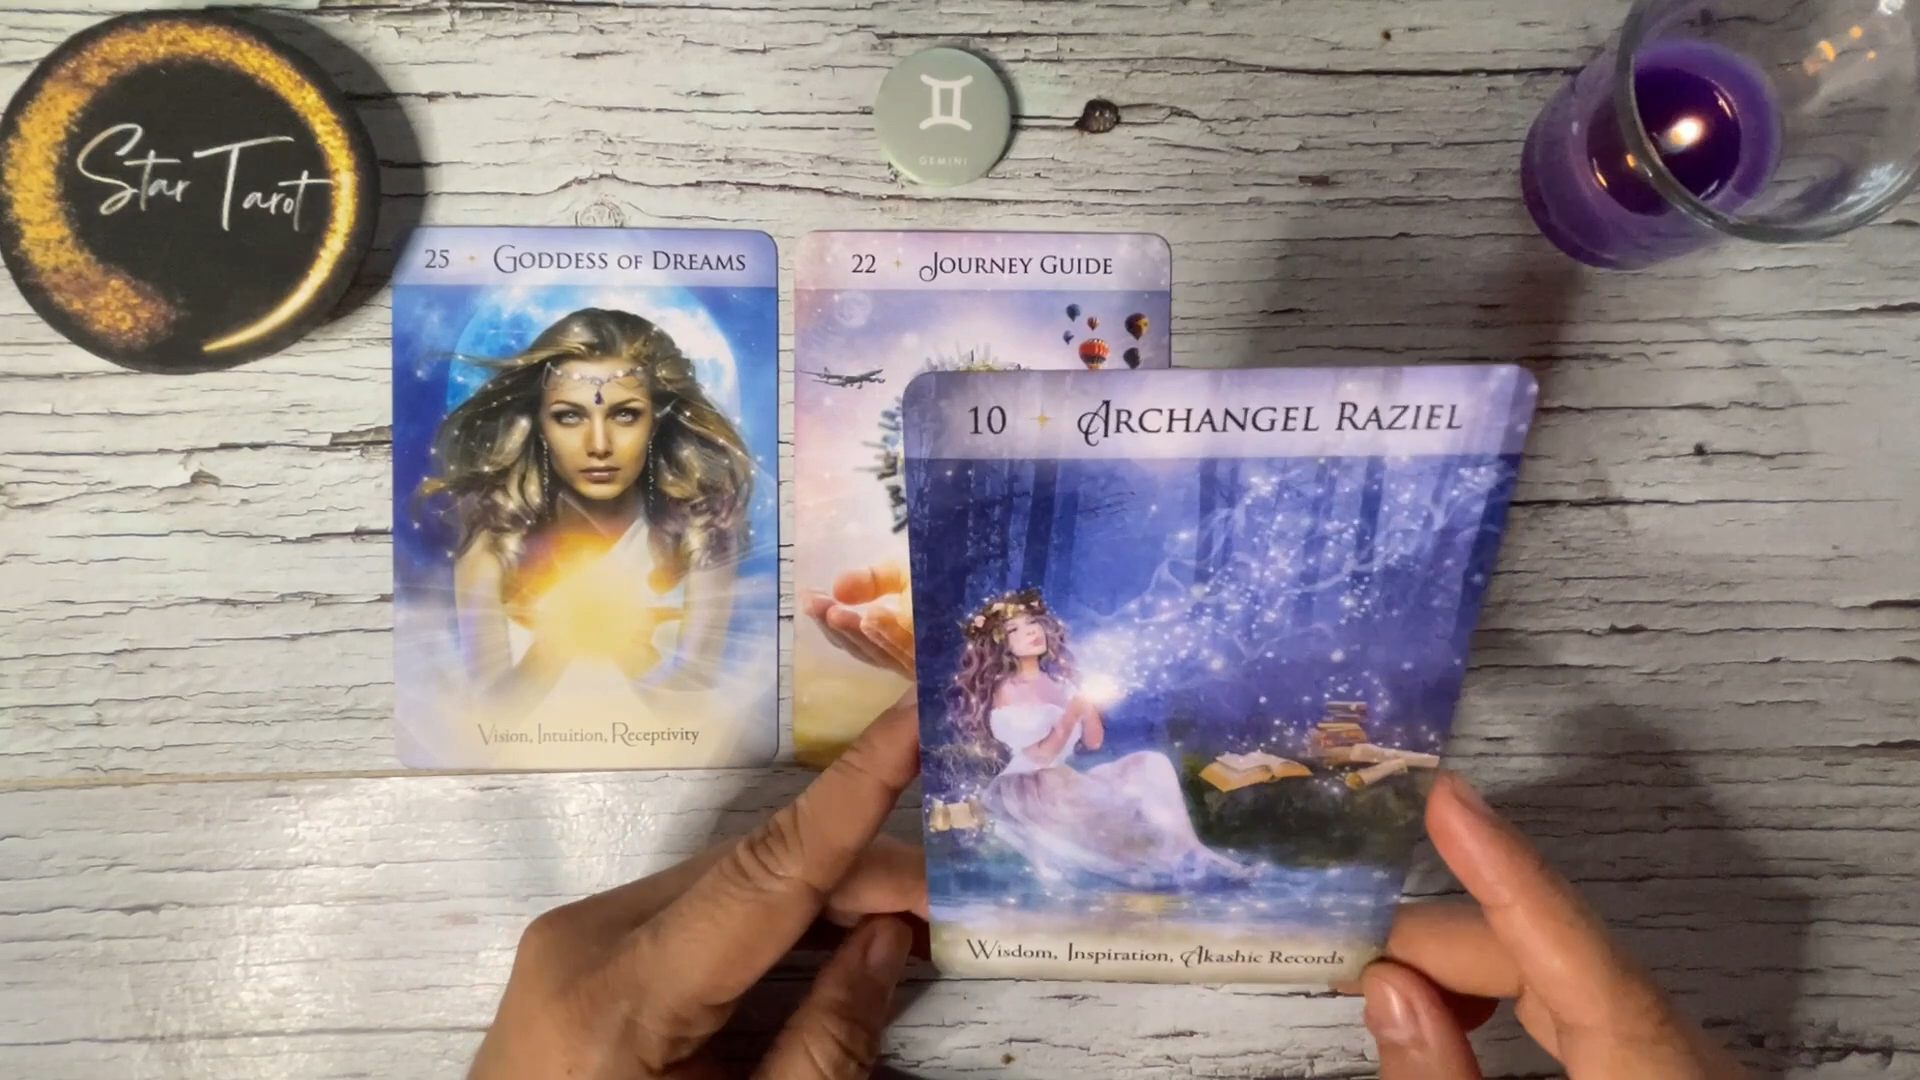 Star Tarot
GEMINI
25 GODDESS OF DREAMS
Vision, Intuition, Receptivity
22 JOURNEY GUIDE
10 ARCHANGEL RAZIEL
Wisdom, Inspiration, Akashic Records